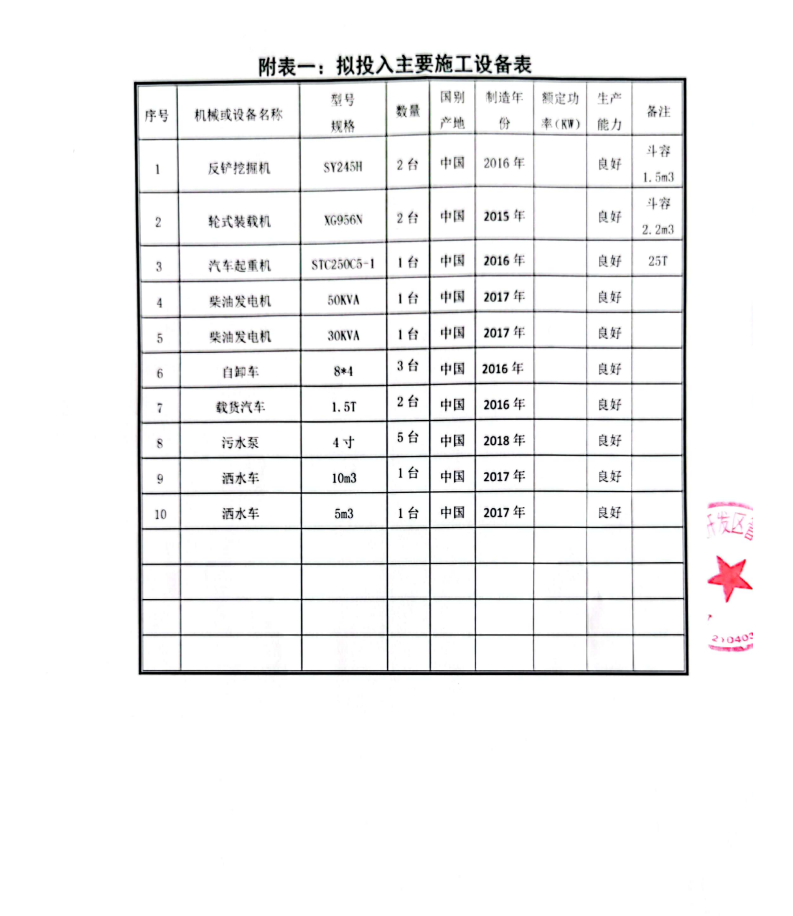 附表一：拟投入主要施工设备表
序号 机械或设备名称 型号规格 数量 国别产地 制造年份 额定功率(KW) 生产能力 备注
1 反铲挖掘机 SY245H 2台 中国 2016年 良好 斗容1.5m3
2 轮式装载机 XG956N 2台 中国 2015年 良好 斗容2.2m3
3 汽车起重机 STC250C5-1 1台 中国 2016年 良好 25T
4 柴油发电机 50KVA 1台 中国 2017年 良好
5 柴油发电机 30KVA 1台 中国 2017年 良好
6 自卸车 8*4 3台 中国 2016年 良好
7 载货汽车 1.5T 2台 中国 2016年 良好
8 污水泵 4寸 5台 中国 2018年 良好
9 洒水车 10m3 1台 中国 2017年 良好
10 洒水车 5m3 1台 中国 2017年 良好
发区
210403